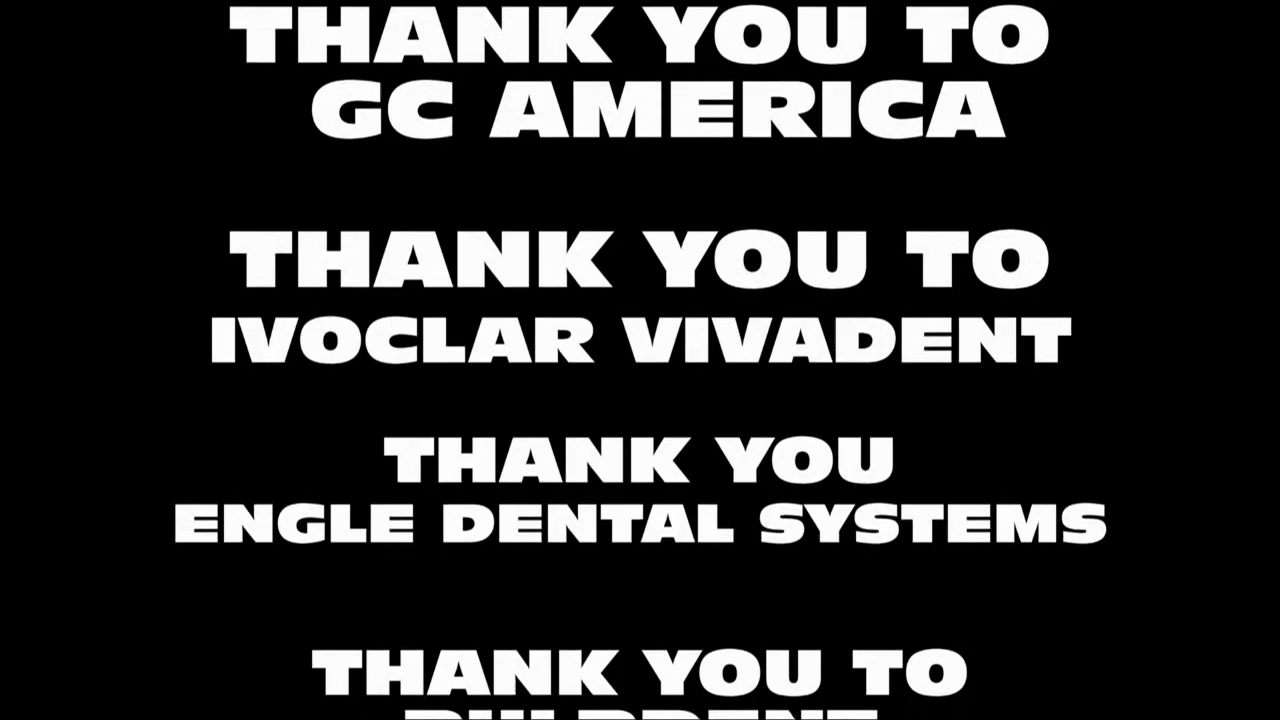 THANK YOU TO
GC AMERICA
THANK YOU TO
IVOCLAR VIVADENT
THANK YOU
ENGLE DENTAL SYSTEMS
THANK YOU TO